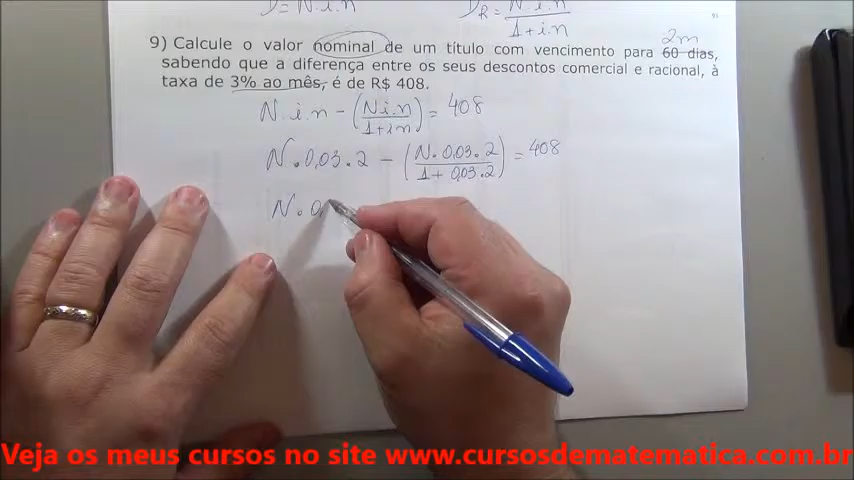 D = N.i.n
D_R = N.i.n / 1+i.n
91
2m
9) Calcule o valor nominal de um título com vencimento para 60 dias,
sabendo que a diferença entre os seus descontos comercial e racional, à
taxa de 3% ao mês, é de R$ 408.
N.i.n - (N.i.n / 1+in) = 408
N.0,03.2 - (N.0,03.2 / 1+0,03.2) = 408
N.0,
Veja os meus cursos no site www.cursosdematematica.com.br